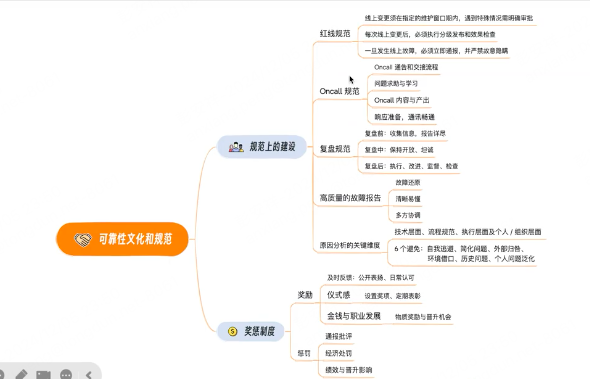 线上变更须在指定的维护窗口期内，遇到特殊情况需明确审批
红线规范
每次线上变更后，必须执行分级发布和效果检查
一旦发生线上故障，必须立即通报，并严禁故意隐瞒
Oncall 通告和交接流程
问题求助与学习
Oncall 规范
Oncall 内容与产出
响应准备，通讯畅通
规范上的建设
复盘前：收集信息，报告详尽
复盘规范
复盘中：保持开放、坦诚
复盘后：执行、改进、监督、检查
故障还原
高质量的故障报告
清晰易懂
多方协调
技术层面、流程规范、执行层面及个人 / 组织层面
原因分析的关键维度
6 个避免：自我逃避、简化问题、外部归咎、
环境借口、历史问题、个人问题泛化
可靠性文化和规范
及时反馈：公开表扬、日常认可
奖励
仪式感
设置奖项、定期表彰
金钱与职业发展
物质奖励与晋升机会
奖惩制度
通报批评
惩罚
经济处罚
绩效与晋升影响